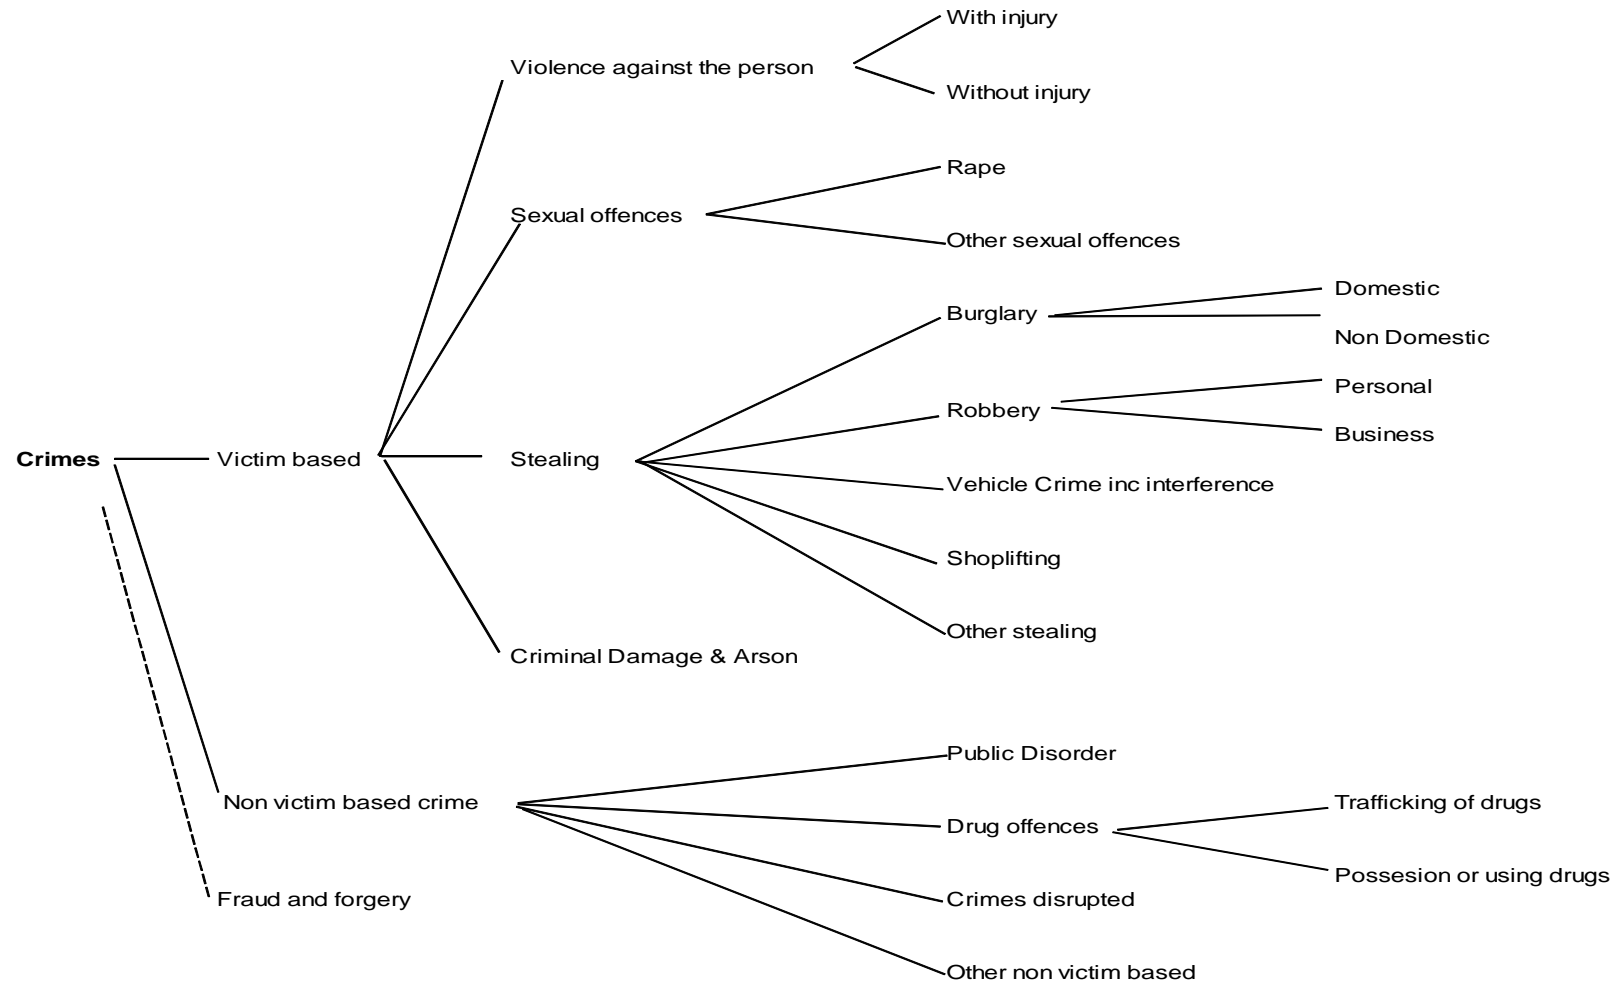 With injury
Violence against the person
Without injury
Rape
Sexual offences
Other sexual offences
Domestic
Burglary
Non Domestic
Personal
Robbery
Business
Crimes
Victim based
Stealing
Vehicle Crime inc interference
Shoplifting
Other stealing
Criminal Damage & Arson
Public Disorder
Non victim based crime
Trafficking of drugs
Drug offences
Possesion or using drugs
Fraud and forgery
Crimes disrupted
Other non victim based